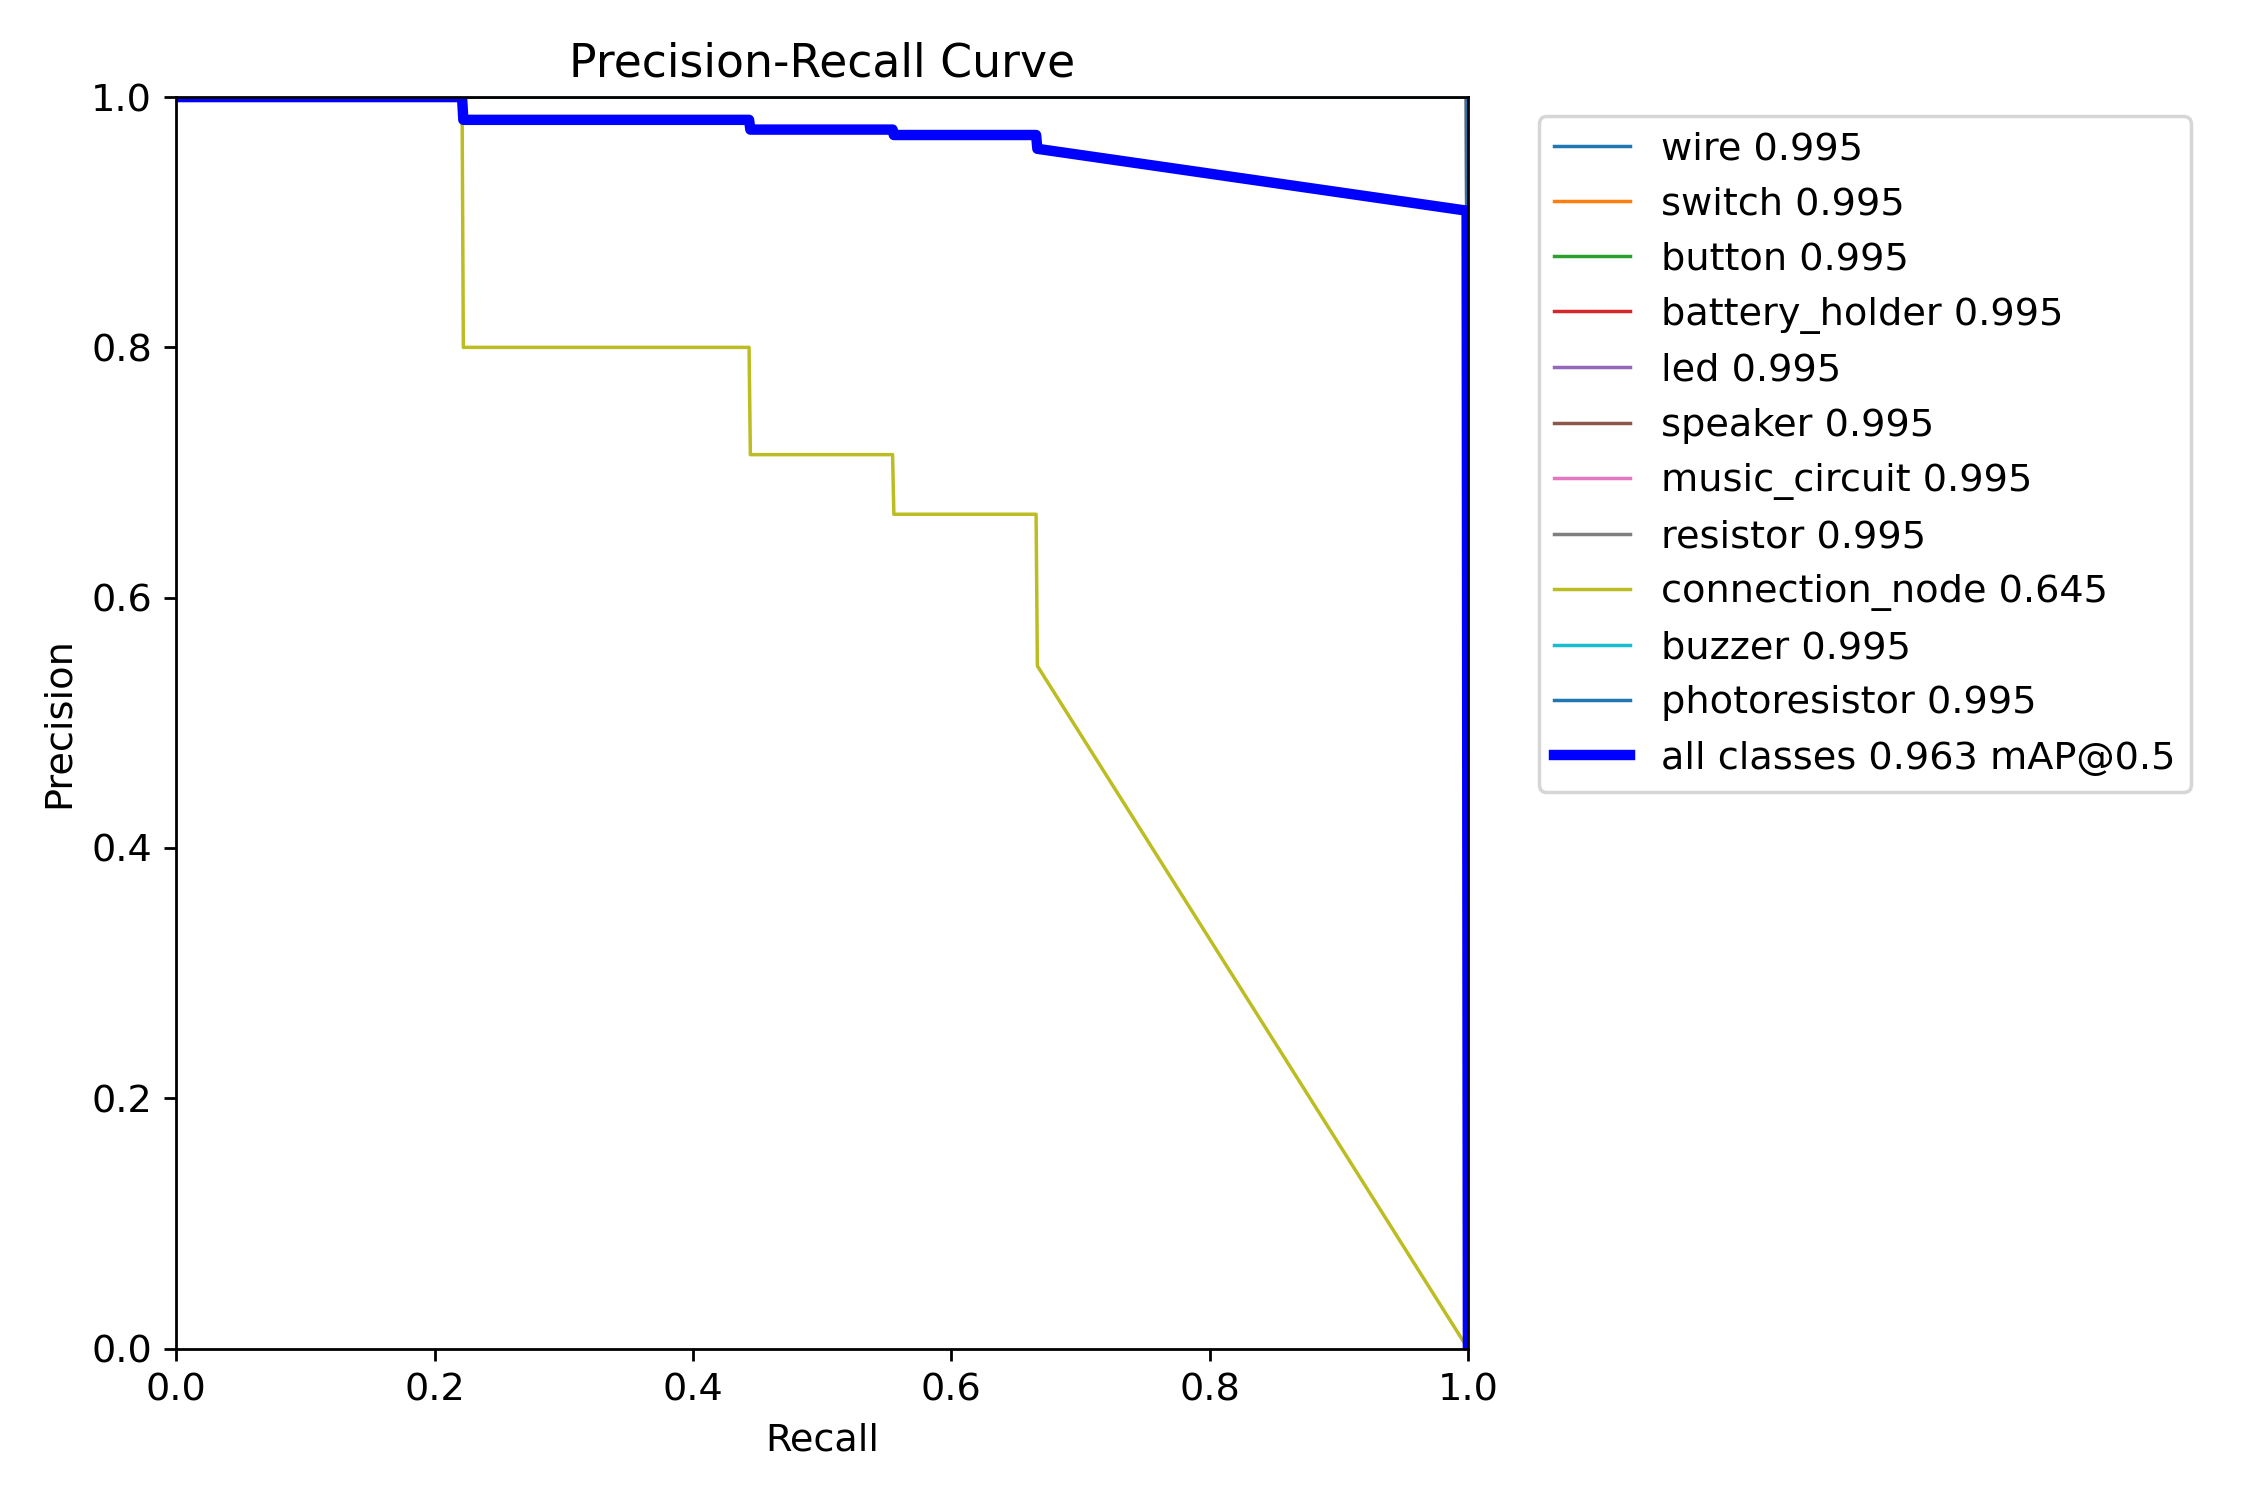 Precision-Recall Curve
1.0
0.8
0.6
0.4
0.2
0.0
Precision
0.0 0.2 0.4 0.6 0.8 1.0
Recall
wire 0.995
switch 0.995
button 0.995
battery_holder 0.995
led 0.995
speaker 0.995
music_circuit 0.995
resistor 0.995
connection_node 0.645
buzzer 0.995
photoresistor 0.995
all classes 0.963 mAP@0.5